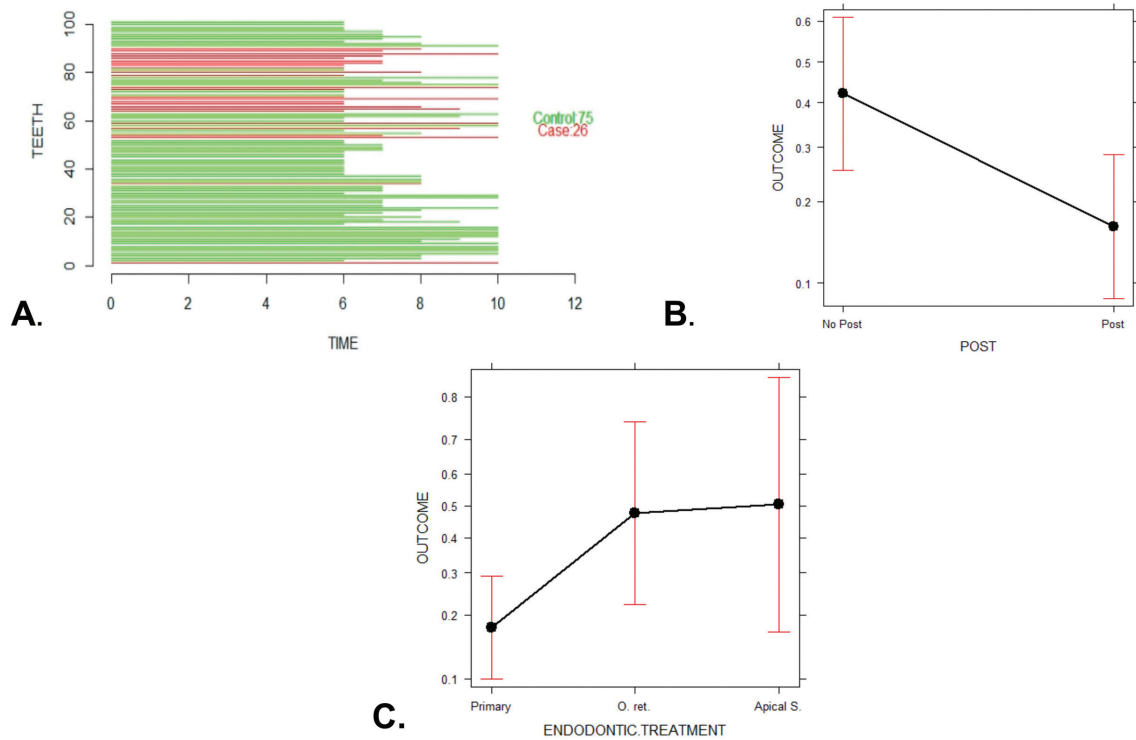 100
80
60
40
20
0
TEETH
Control:75
Case:26
0 2 4 6 8 10 12
TIME
A.
0.6
0.5
0.4
0.3
0.2
0.1
OUTCOME
No Post Post
POST
B.
0.8
0.7
0.6
0.5
0.4
0.3
0.2
0.1
OUTCOME
Primary O. ret. Apical S.
ENDODONTIC.TREATMENT
C.